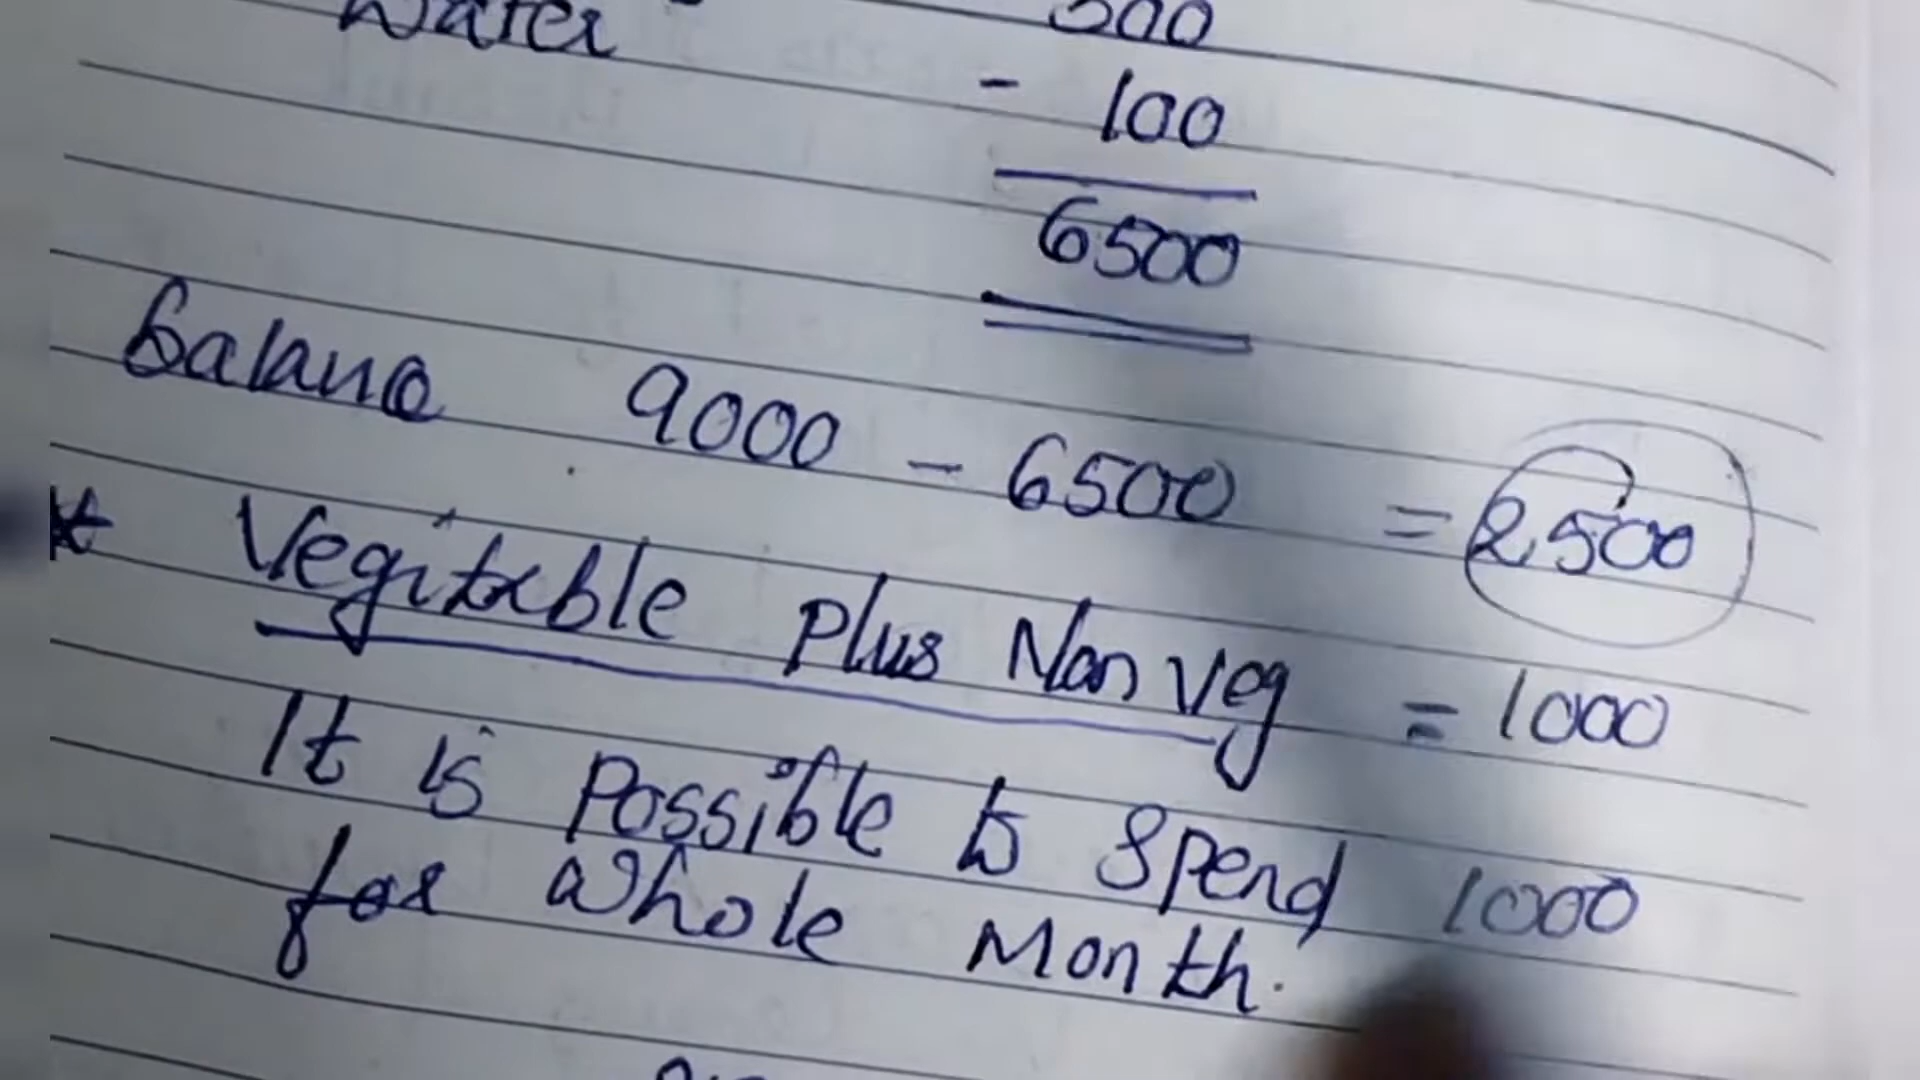 Water - 500
- 100
6500
balance 9000 - 6500 = 2500
* Vegitable Plus Non veg = 1000
It is Possible to Spend 1000
for whole Month.